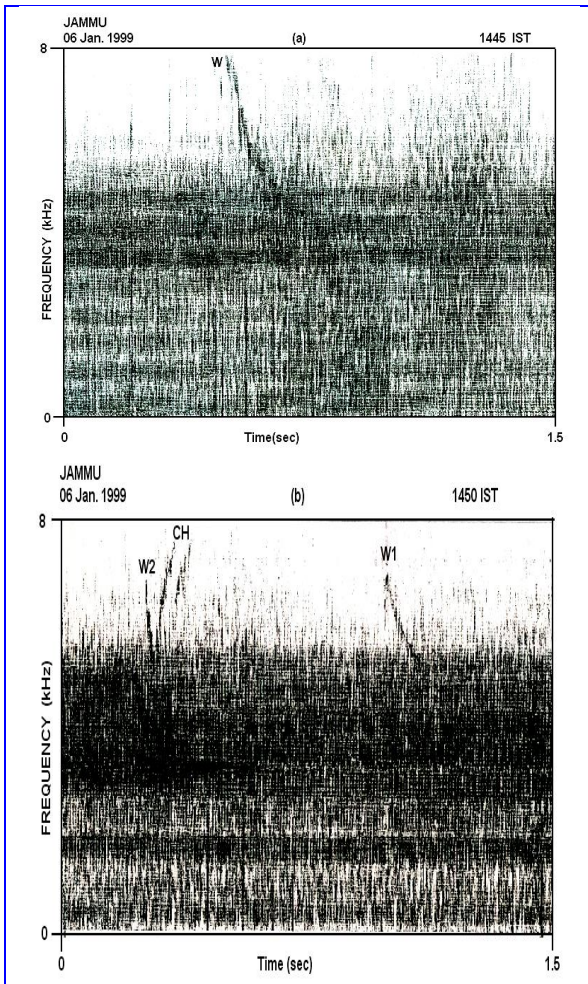 JAMMU
06 Jan. 1999 (a) 1445 IST
8
W
FREQUENCY (kHz)
0
0 Time(sec) 1.5
JAMMU
06 Jan. 1999 (b) 1450 IST
8
CH
W2 W1
FREQUENCY (kHz)
0
0 Time (sec) 1.5